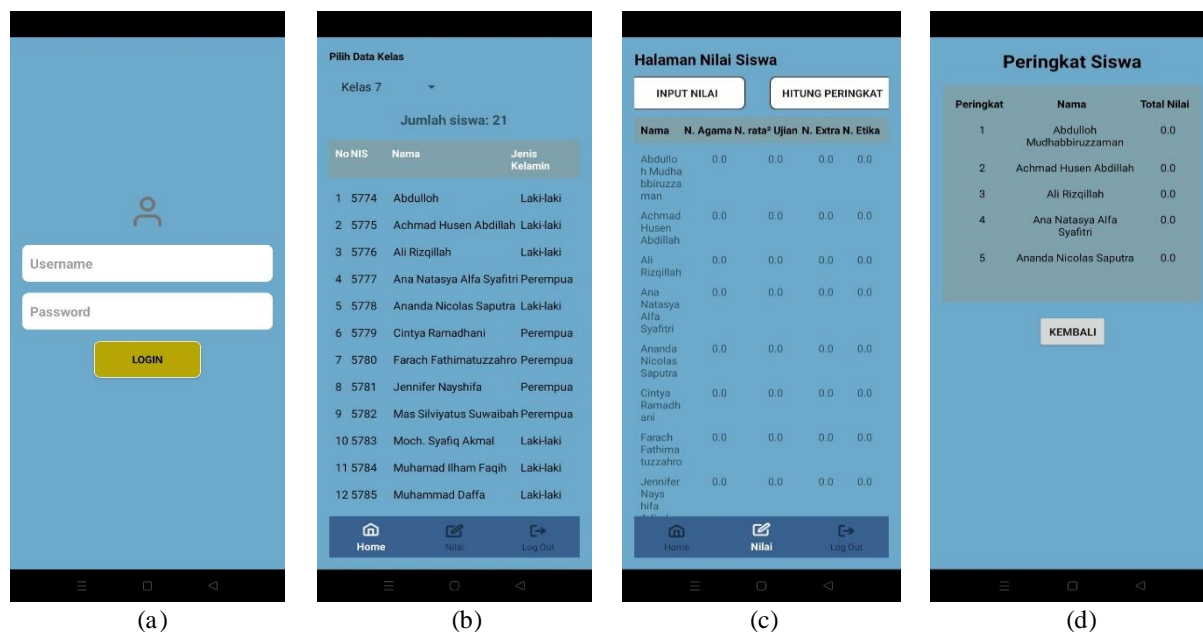 Username
Password
LOGIN
(a)
Pilih Data Kelas
Kelas 7
Jumlah siswa: 21
No NIS Nama Jenis
Kelamin
1 5774 Abdulloh Laki-laki
2 5775 Achmad Husen Abdillah Laki-laki
3 5776 Ali Rizqillah Laki-laki
4 5777 Ana Natasya Alfa Syafitri Perempua
5 5778 Ananda Nicolas Saputra Laki-laki
6 5779 Cintya Ramadhani Perempua
7 5780 Farach Fathimatuzzahro Perempua
8 5781 Jennifer Nayshifa Perempua
9 5782 Mas Silviyatus Suwaibah Perempua
10 5783 Moch. Syafiq Akmal Laki-laki
11 5784 Muhamad Ilham Faqih Laki-laki
12 5785 Muhammad Daffa Laki-laki
Home Nilai Log Out
(b)
Halaman Nilai Siswa
INPUT NILAI HITUNG PERINGKAT
Nama N. Agama N. rata² Ujian N. Extra N. Etika
Abdullo 0.0 0.0 0.0 0.0
h Mudha
bbiruzza
man
Achmad 0.0 0.0 0.0 0.0
Husen
Abdillah
Ali 0.0 0.0 0.0 0.0
Rizqillah
Ana 0.0 0.0 0.0 0.0
Natasya
Alfa
Syafitri
Ananda 0.0 0.0 0.0 0.0
Nicolas
Saputra
Cintya 0.0 0.0 0.0 0.0
Ramadh
ani
Farach 0.0 0.0 0.0 0.0
Fathima
tuzzahro
Jennifer 0.0 0.0 0.0 0.0
Nays
hifa
Home Nilai Log Out
(c)
Peringkat Siswa
Peringkat Nama Total Nilai
1 Abdulloh 0.0
Mudhabbiruzzaman
2 Achmad Husen Abdillah 0.0
3 Ali Rizqillah 0.0
4 Ana Natasya Alfa 0.0
Syafitri
5 Ananda Nicolas Saputra 0.0
KEMBALI
(d)